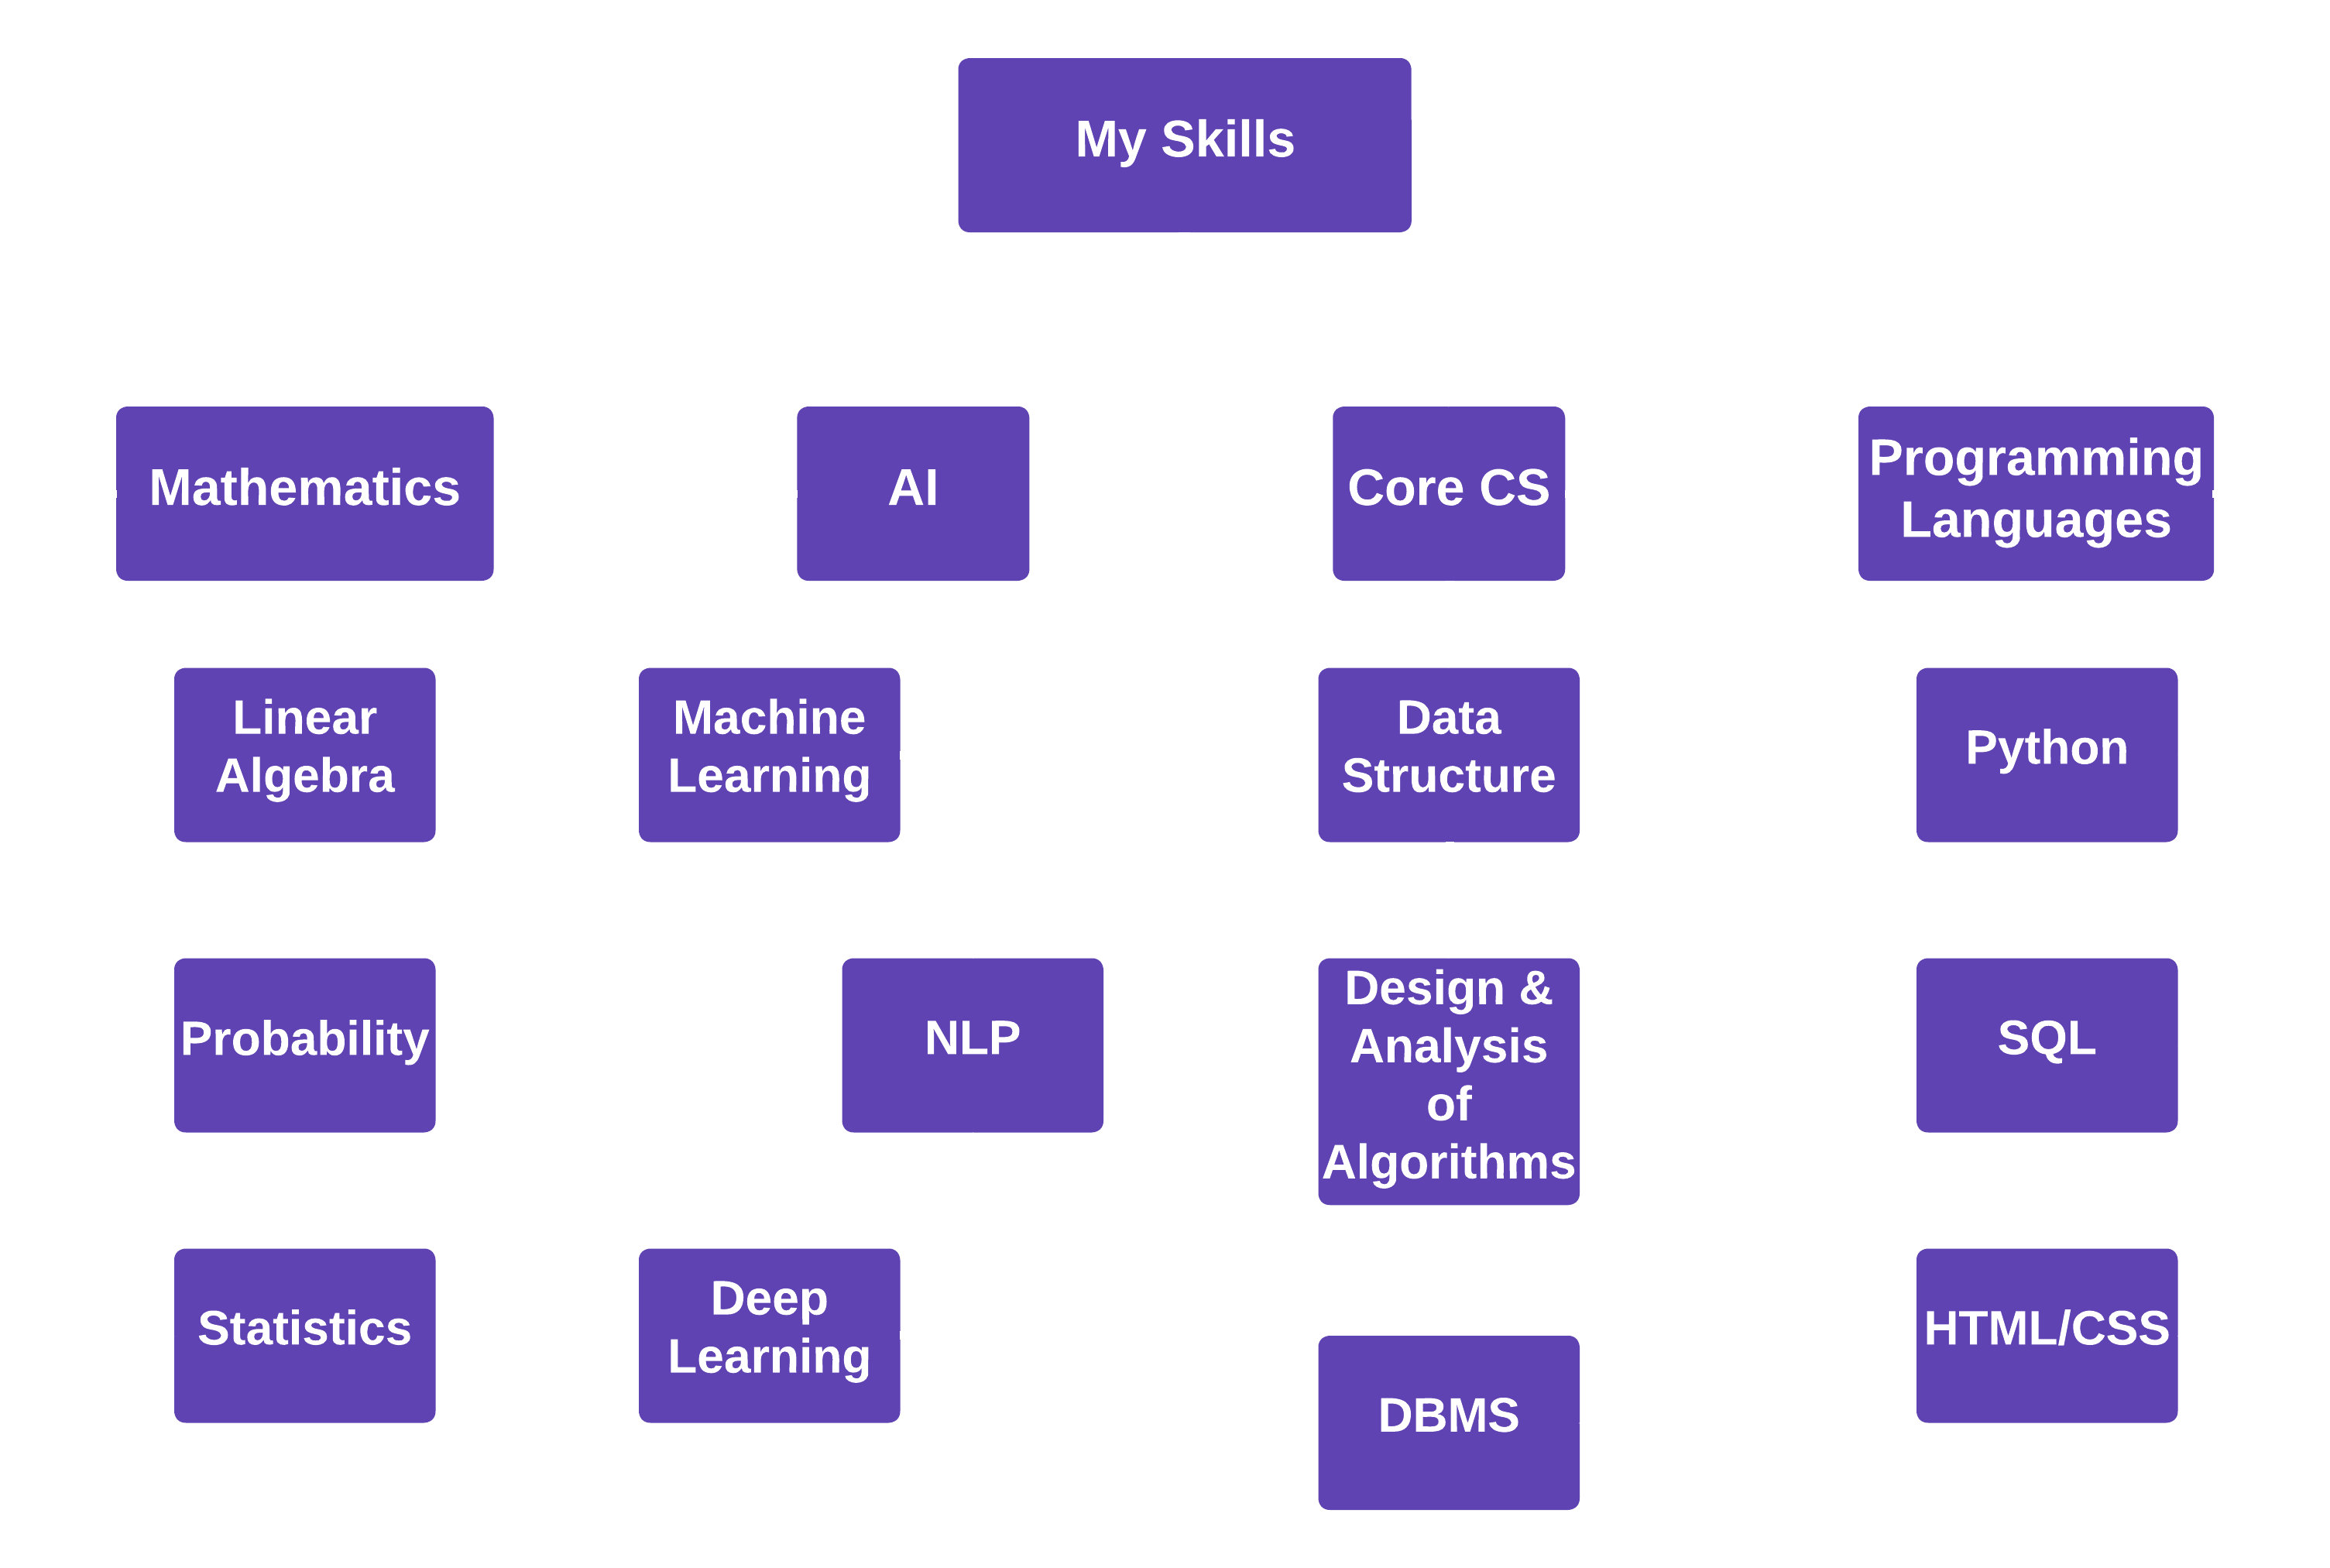 My Skills
Mathematics
AI
Core CS
Programming
Languages
Linear
Algebra
Machine
Learning
Data
Structure
Python
Probability
NLP
Design &
Analysis
of
Algorithms
SQL
Statistics
Deep
Learning
DBMS
HTML/CSS